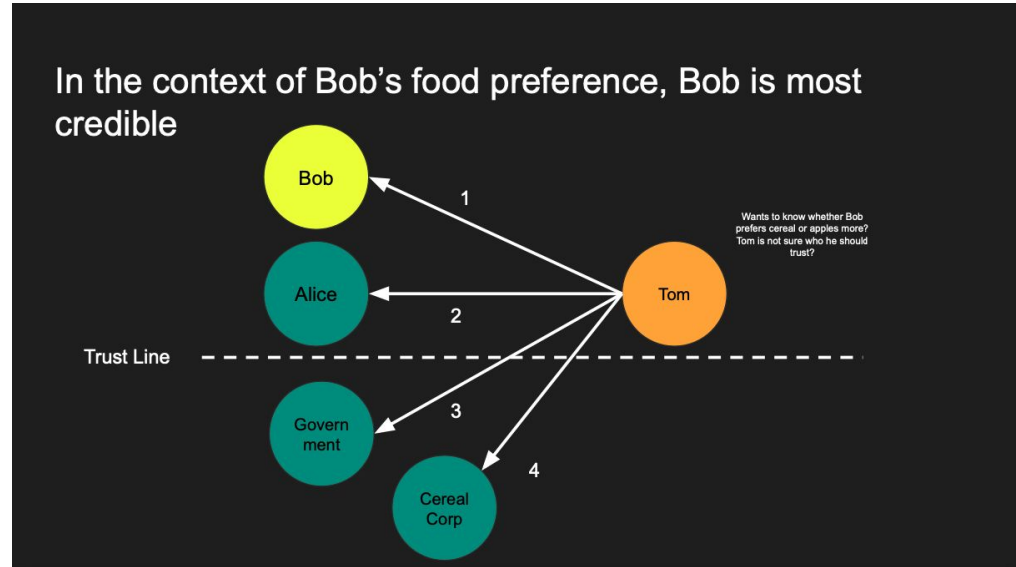 In the context of Bob's food preference, Bob is most
credible
Bob
1
Wants to know whether Bob
prefers cereal or apples more?
Tom is not sure who he should
trust?
Alice
Tom
2
Trust Line
3
Govern
ment
4
Cereal
Corp